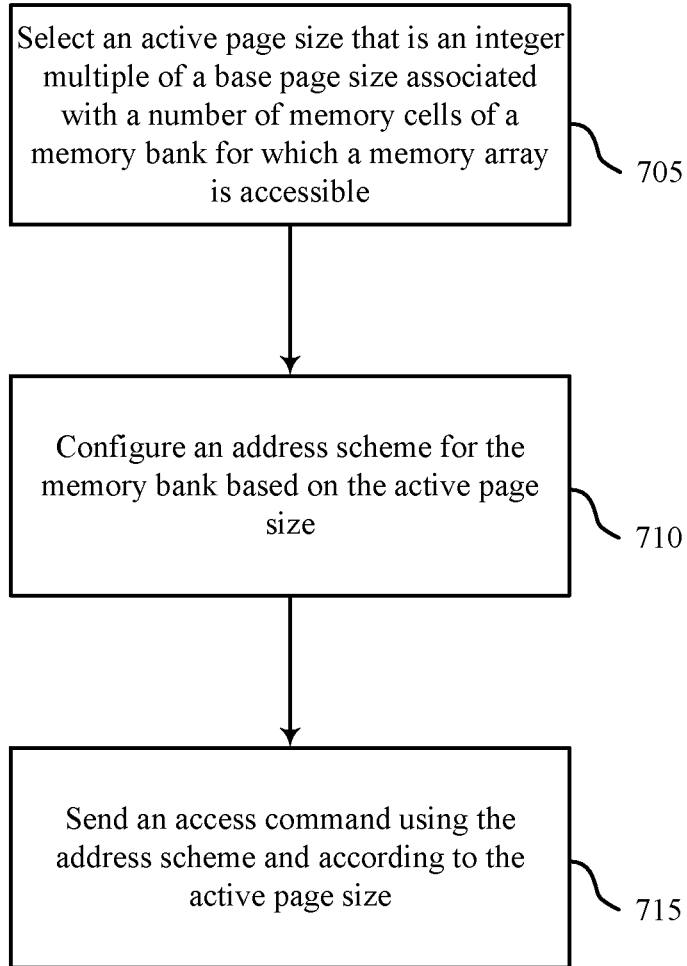 Select an active page size that is an integer
multiple of a base page size associated
with a number of memory cells of a
memory bank for which a memory array
is accessible
705
Configure an address scheme for the
memory bank based on the active page
size
710
Send an access command using the
address scheme and according to the
active page size
715